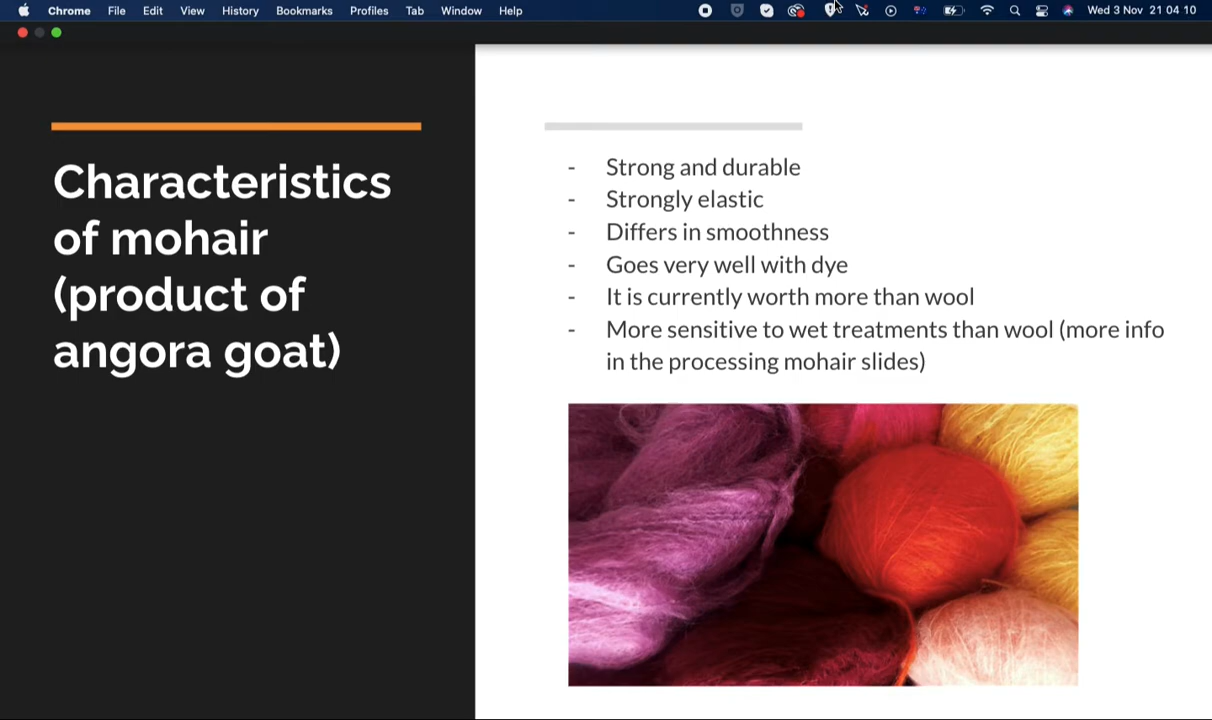 Chrome File Edit View History Bookmarks Profiles Tab Window Help Wed 3 Nov 21 04 10
Characteristics
of mohair
(product of
angora goat)
- Strong and durable
- Strongly elastic
- Differs in smoothness
- Goes very well with dye
- It is currently worth more than wool
- More sensitive to wet treatments than wool (more info
in the processing mohair slides)